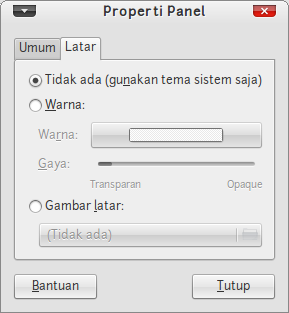 Properti Panel
Umum Latar
Tidak ada (gunakan tema sistem saja)
Warna:
Warna:
Gaya:
Transparan Opaque
Gambar latar:
(Tidak ada)
Bantuan Tutup